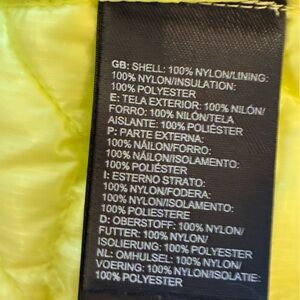 GB: SHELL: 100% NYLON/LINING:
100% NYLON/INSULATION:
100% POLYESTER
E: TELA EXTERIOR: 100% NILÓN/
FORRO: 100% NILÓN/TELA
AISLANTE: 100% POLIÉSTER
P: PARTE EXTERNA:
100% NÁILON/FORRO:
100% NÁILON/ISOLAMENTO:
100% POLIÉSTER
I: ESTERNO STRATO:
100% NYLON/FODERA:
100% NYLON/ISOLAMENTO:
100% POLIESTERE
D: OBERSTOFF: 100% NYLON/
FUTTER: 100% NYLON/
ISOLIERUNG: 100% POLYESTER
NL: OMHULSEL: 100% NYLON/
VOERING: 100% NYLON/ISOLATIE:
100% POLYESTER